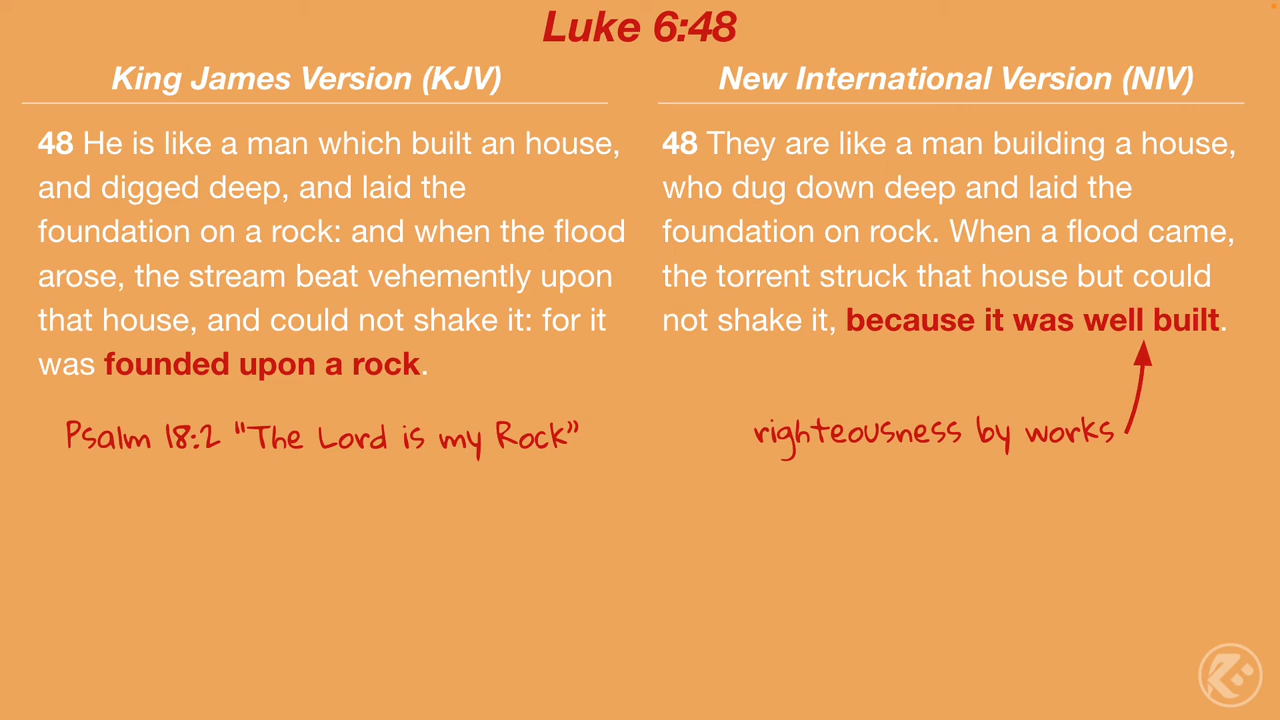 Luke 6:48
King James Version (KJV)
48 He is like a man which built an house,
and digged deep, and laid the
foundation on a rock: and when the flood
arose, the stream beat vehemently upon
that house, and could not shake it: for it
was founded upon a rock.
Psalm 18:2 "The Lord is my Rock"
New International Version (NIV)
48 They are like a man building a house,
who dug down deep and laid the
foundation on rock. When a flood came,
the torrent struck that house but could
not shake it, because it was well built.
righteousness by works